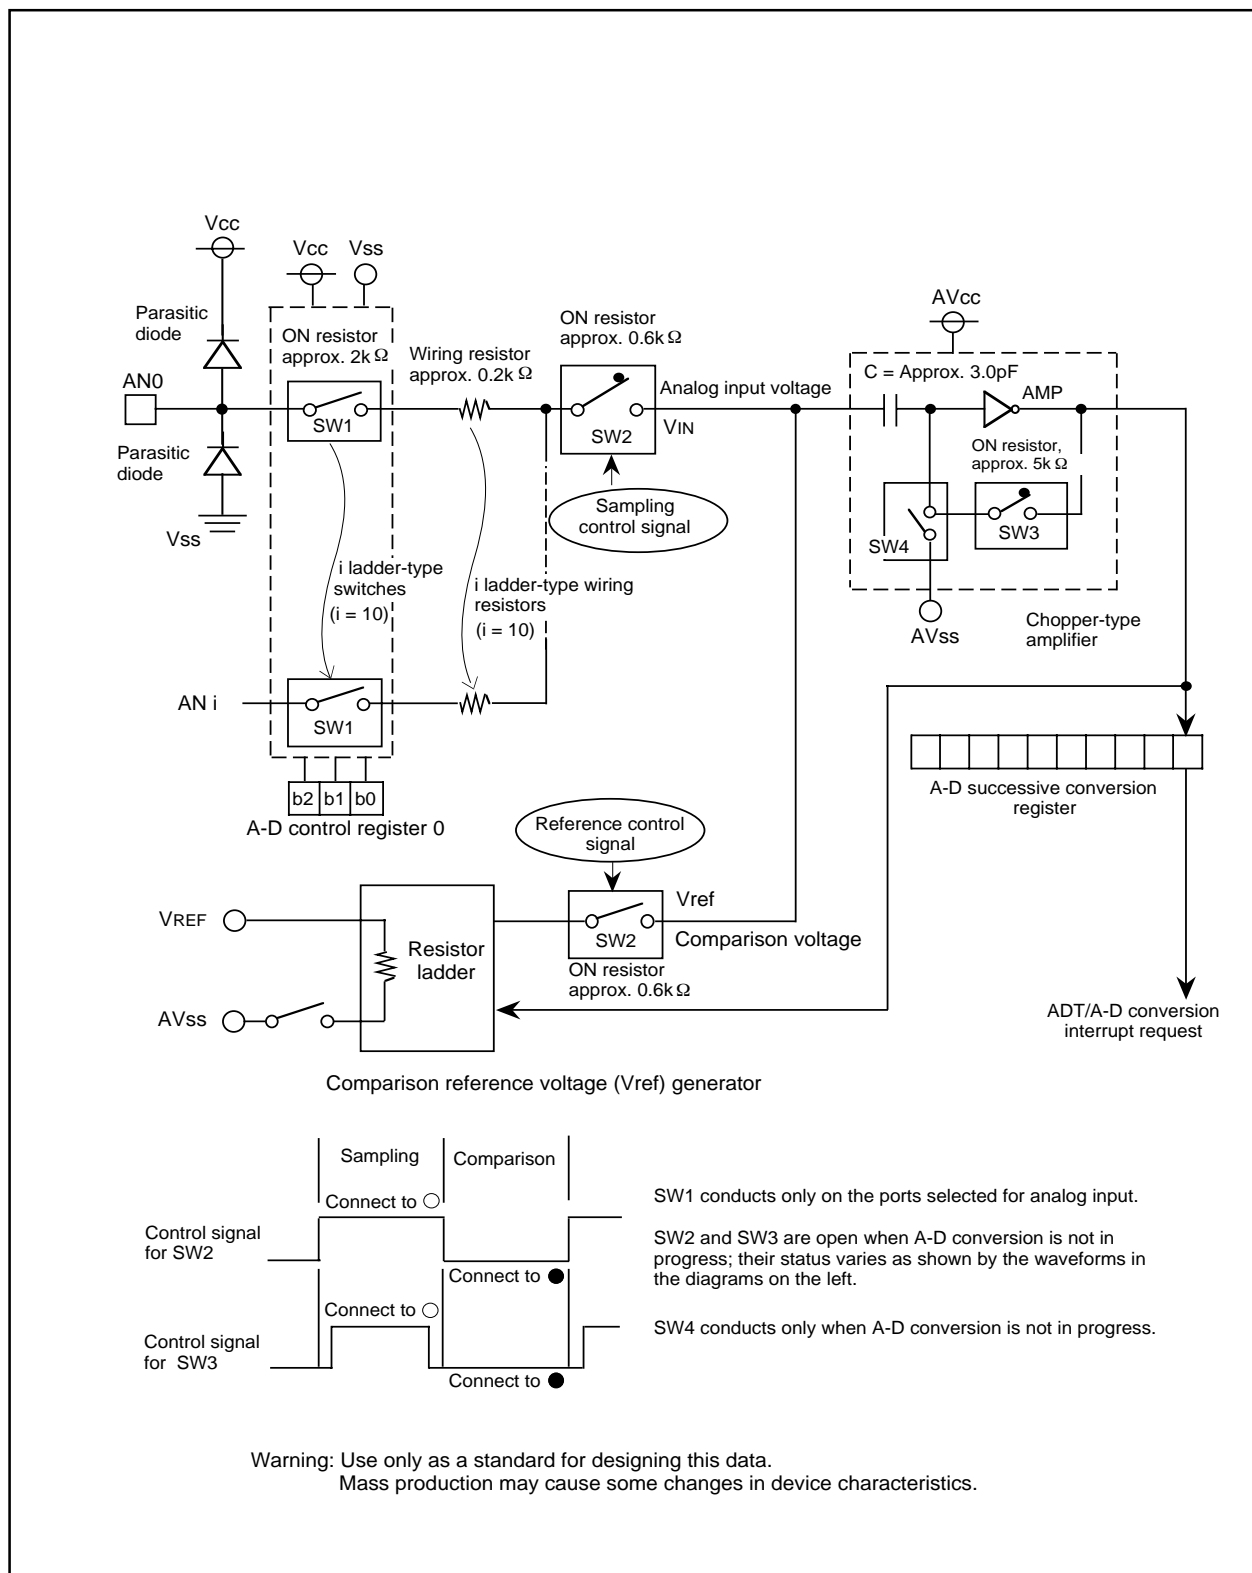 Vcc
Vcc
Vss
AVcc
Parasitic
diode
ON resistor
approx. 2kΩ
Wiring resistor
approx. 0.2kΩ
ON resistor
approx. 0.6kΩ
C = Approx. 3.0pF
AN0
SW1
SW2
Analog input voltage
VIN
AMP
Parasitic
diode
Vss
Sampling
control signal
ON resistor,
approx. 5kΩ
SW4
SW3
i ladder-type
switches
(i = 10)
i ladder-type wiring
resistors
(i = 10)
AVss
Chopper-type
amplifier
AN i
SW1
b2 b1 b0
A-D control register 0
A-D successive conversion
register
Reference control
signal
VREF
Resistor
ladder
SW2
Vref
Comparison voltage
ON resistor
approx. 0.6kΩ
AVss
ADT/A-D conversion
interrupt request
Comparison reference voltage (Vref) generator
Sampling
Comparison
Connect to ○
Control signal
for SW2
Connect to ●
Connect to ○
Control signal
for SW3
Connect to ●
SW1 conducts only on the ports selected for analog input.
SW2 and SW3 are open when A-D conversion is not in
progress; their status varies as shown by the waveforms in
the diagrams on the left.
SW4 conducts only when A-D conversion is not in progress.
Warning: Use only as a standard for designing this data.
Mass production may cause some changes in device characteristics.